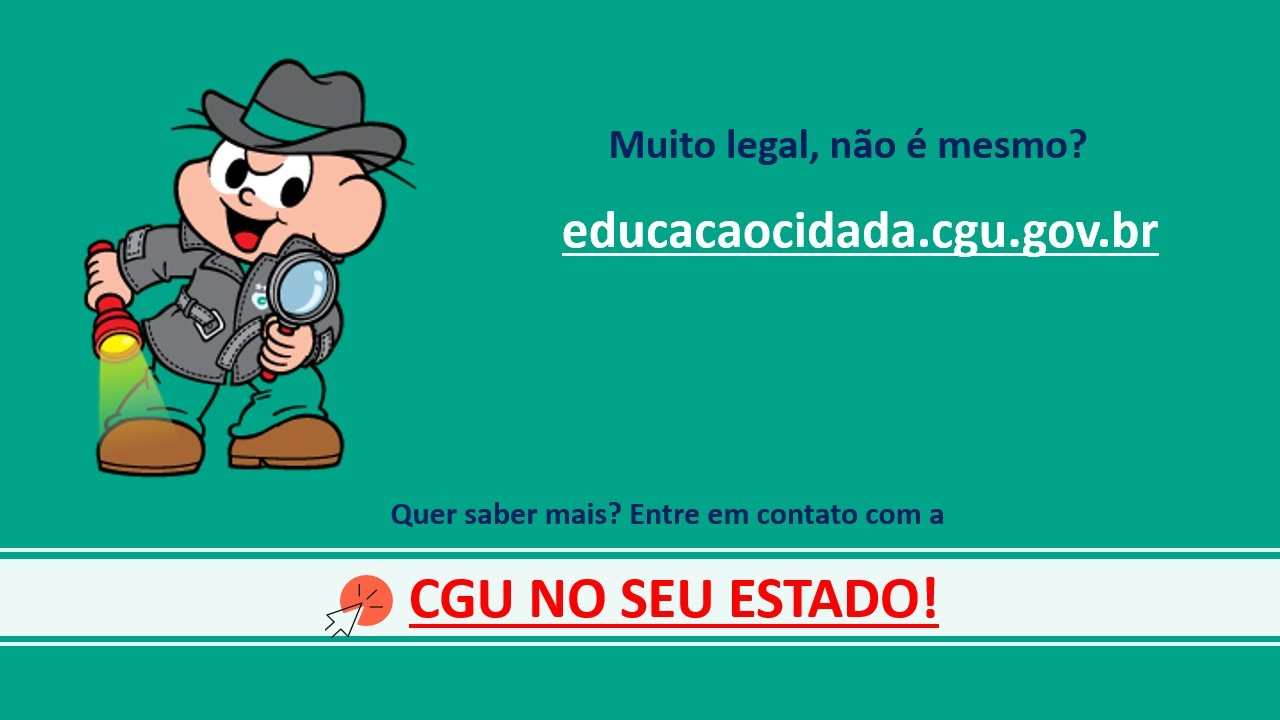 Muito legal, não é mesmo?
educacaocidada.cgu.gov.br
Quer saber mais? Entre em contato com a
CGU NO SEU ESTADO!